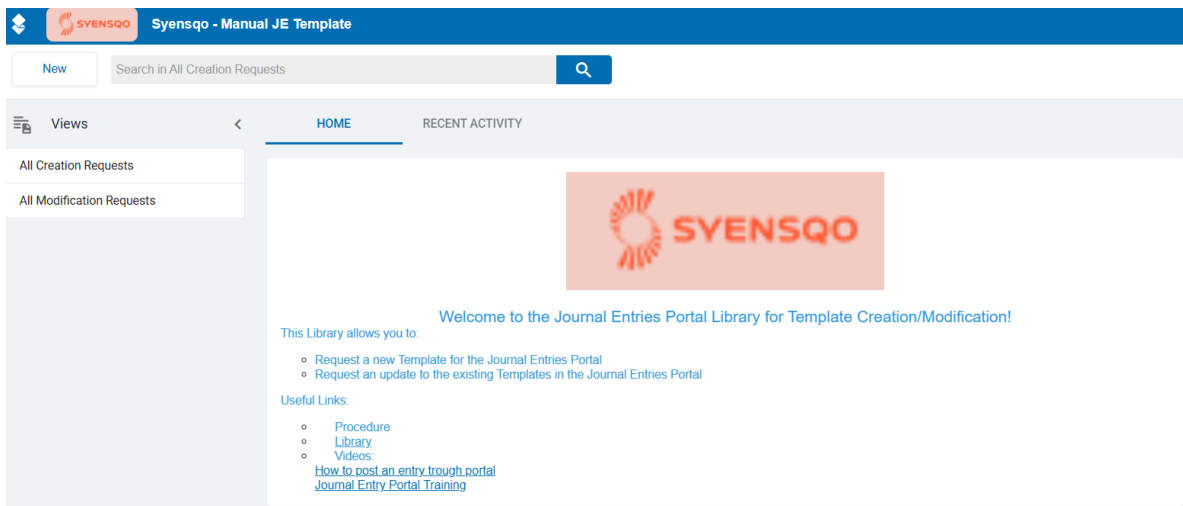 SYENSQO Syensqo - Manual JE Template
New Search in All Creation Requests
Views HOME RECENT ACTIVITY
All Creation Requests
All Modification Requests
SYENSQO
Welcome to the Journal Entries Portal Library for Template Creation/Modification!
This Library allows you to:
Request a new Template for the Journal Entries Portal
Request an update to the existing Templates in the Journal Entries Portal
Useful Links:
Procedure
Library
Videos:
How to post an entry trough portal
Journal Entry Portal Training